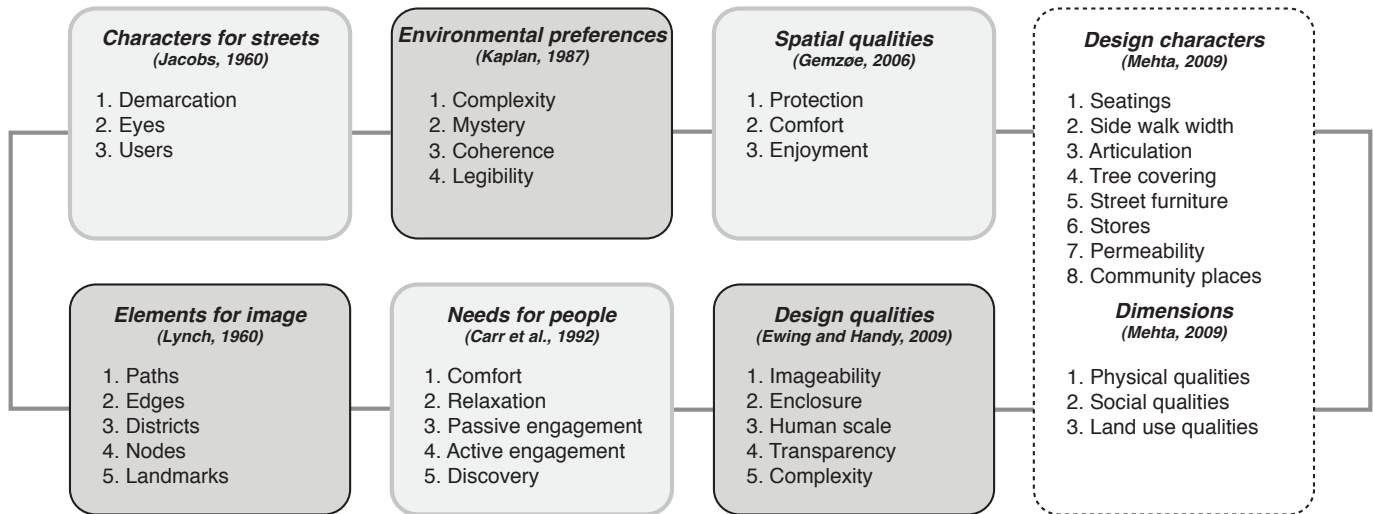 Characters for streets
(Jacobs, 1960)
1. Demarcation
2. Eyes
3. Users
Environmental preferences
(Kaplan, 1987)
1. Complexity
2. Mystery
3. Coherence
4. Legibility
Spatial qualities
(Gemzøe, 2006)
1. Protection
2. Comfort
3. Enjoyment
Design characters
(Mehta, 2009)
1. Seatings
2. Side walk width
3. Articulation
4. Tree covering
5. Street furniture
6. Stores
7. Permeability
8. Community places
Elements for image
(Lynch, 1960)
1. Paths
2. Edges
3. Districts
4. Nodes
5. Landmarks
Needs for people
(Carr et al., 1992)
1. Comfort
2. Relaxation
3. Passive engagement
4. Active engagement
5. Discovery
Design qualities
(Ewing and Handy, 2009)
1. Imageability
2. Enclosure
3. Human scale
4. Transparency
5. Complexity
Dimensions
(Mehta, 2009)
1. Physical qualities
2. Social qualities
3. Land use qualities